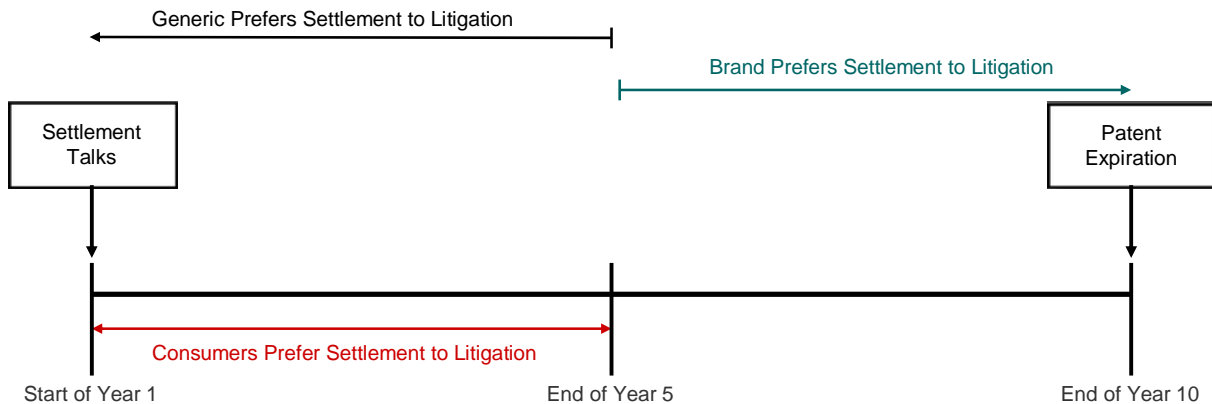 Generic Prefers Settlement to Litigation
Brand Prefers Settlement to Litigation
Settlement
Talks
Patent
Expiration
Consumers Prefer Settlement to Litigation
Start of Year 1
End of Year 5
End of Year 10